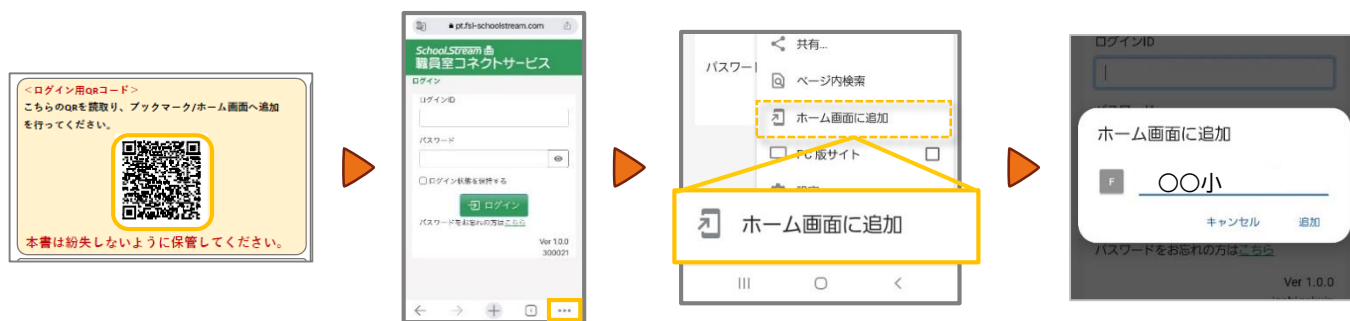 <ログイン用QRコード>
こちらのQRを読取り、ブックマーク/ホーム画面へ追加
を行ってください。
本書は紛失しないように保管してください。
pt.fsl-schoolstream.com
School Stream
職員室コネクトサービス
ログイン
ログインID
パスワード
ログイン状態を保持する
ログイン
パスワードをお忘れの方はこちら
Ver 1.0.0
300021
共有...
パスワー
ページ内検索
ホーム画面に追加
PC 版サイト
ホーム画面に追加
ログインID
ホーム画面に追加
F
〇〇小
キャンセル 追加
パスワードをお忘れの方はこちら
Ver 1.0.0